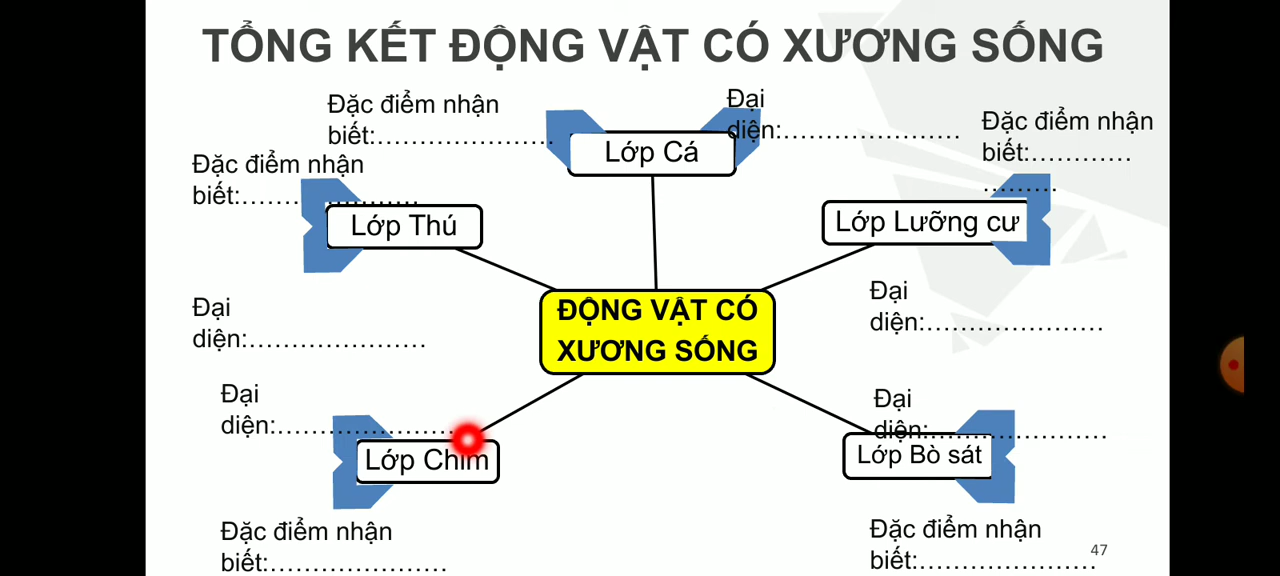 TỔNG KẾT ĐỘNG VẬT CÓ XƯƠNG SỐNG
Đặc điểm nhận
biết:…………………
Lớp Cá
Đại
diện:…………………
Đặc điểm nhận
biết:…………
………
Đặc điểm nhận
biết:…………………
Lớp Thú
Lớp Lưỡng cư
Đại
diện:…………………
ĐỘNG VẬT CÓ
XƯƠNG SỐNG
Đại
diện:…………………
Đại
diện:…………………
Lớp Chim
Đại
diện:…………………
Lớp Bò sát
Đặc điểm nhận
biết:…………………
Đặc điểm nhận
biết:…………………
47